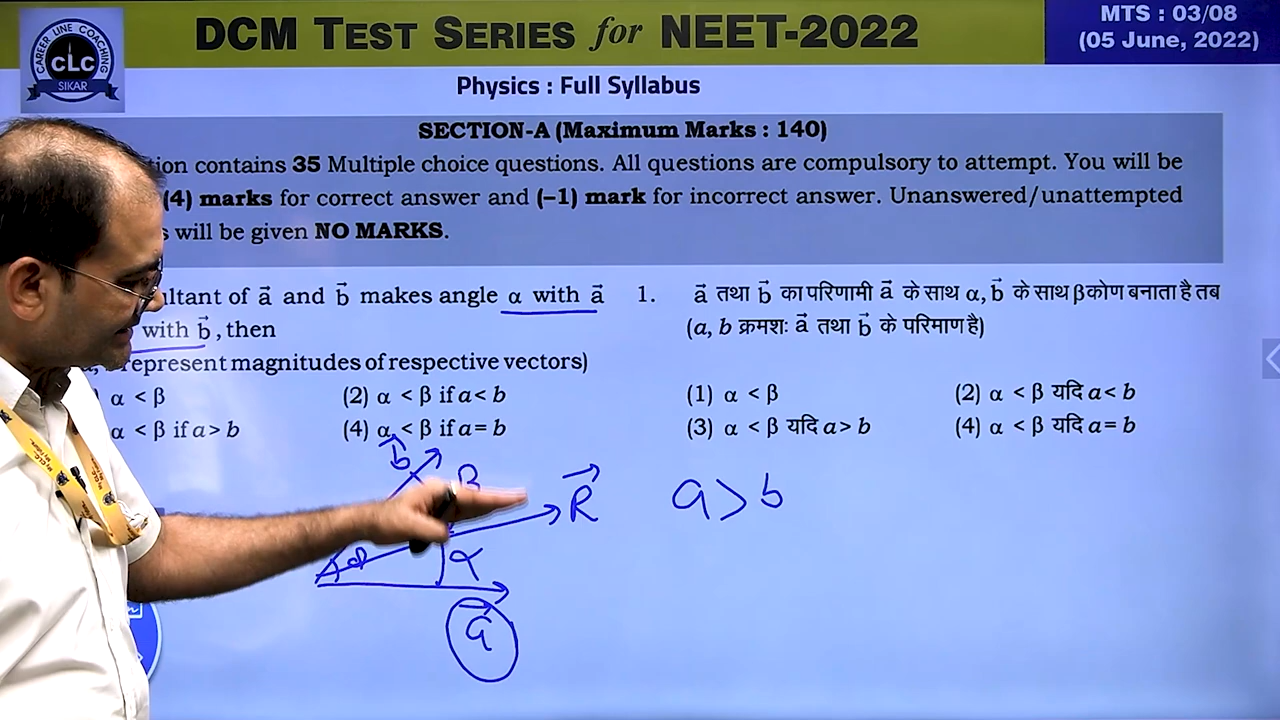 DCM TEST SERIES for NEET-2022
MTS : 03/08
(05 June, 2022)
CAREER LINE COACHING
CLC
SIKAR
Physics : Full Syllabus
SECTION-A (Maximum Marks : 140)
contains 35 Multiple choice questions. All questions are compulsory to attempt. You will be
(4) marks for correct answer and (–1) mark for incorrect answer. Unanswered/unattempted
will be given NO MARKS.
of a⃗ and b⃗ makes angle α with a⃗
with b⃗, then
represent magnitudes of respective vectors)
α < β
(2) α < β if a < b
α < β if a > b
(4) α < β if a = b
1. a⃗ तथा b⃗ का परिणामी a⃗ के साथ α, b⃗ के साथ β कोण बनाता है तब
(a, b क्रमशः a⃗ तथा b⃗ के परिमाण है)
(1) α < β
(2) α < β यदि a < b
(3) α < β यदि a > b
(4) α < β यदि a = b
b⃗
β
R⃗
a > b
α
a⃗